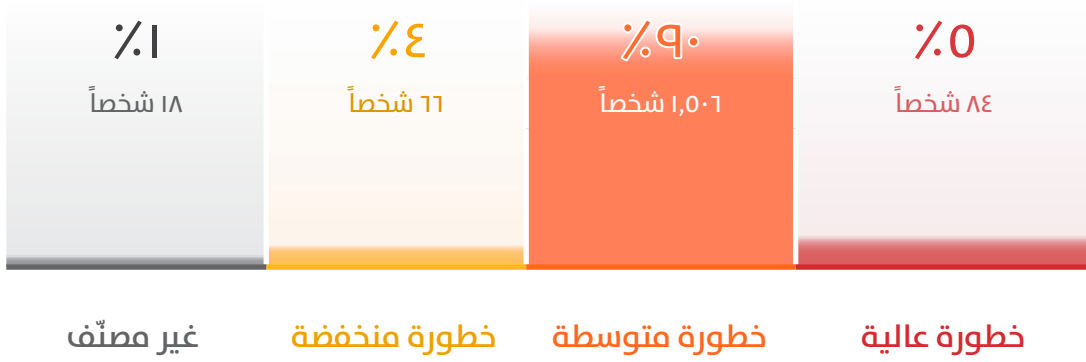 ٥٪
٨٤ شخصاً
خطورة عالية
٩٠٪
١,٥٠٦ شخصاً
خطورة متوسطة
٤٪
٦٦ شخصاً
خطورة منخفضة
١٪
١٨ شخصاً
غير مصنّف